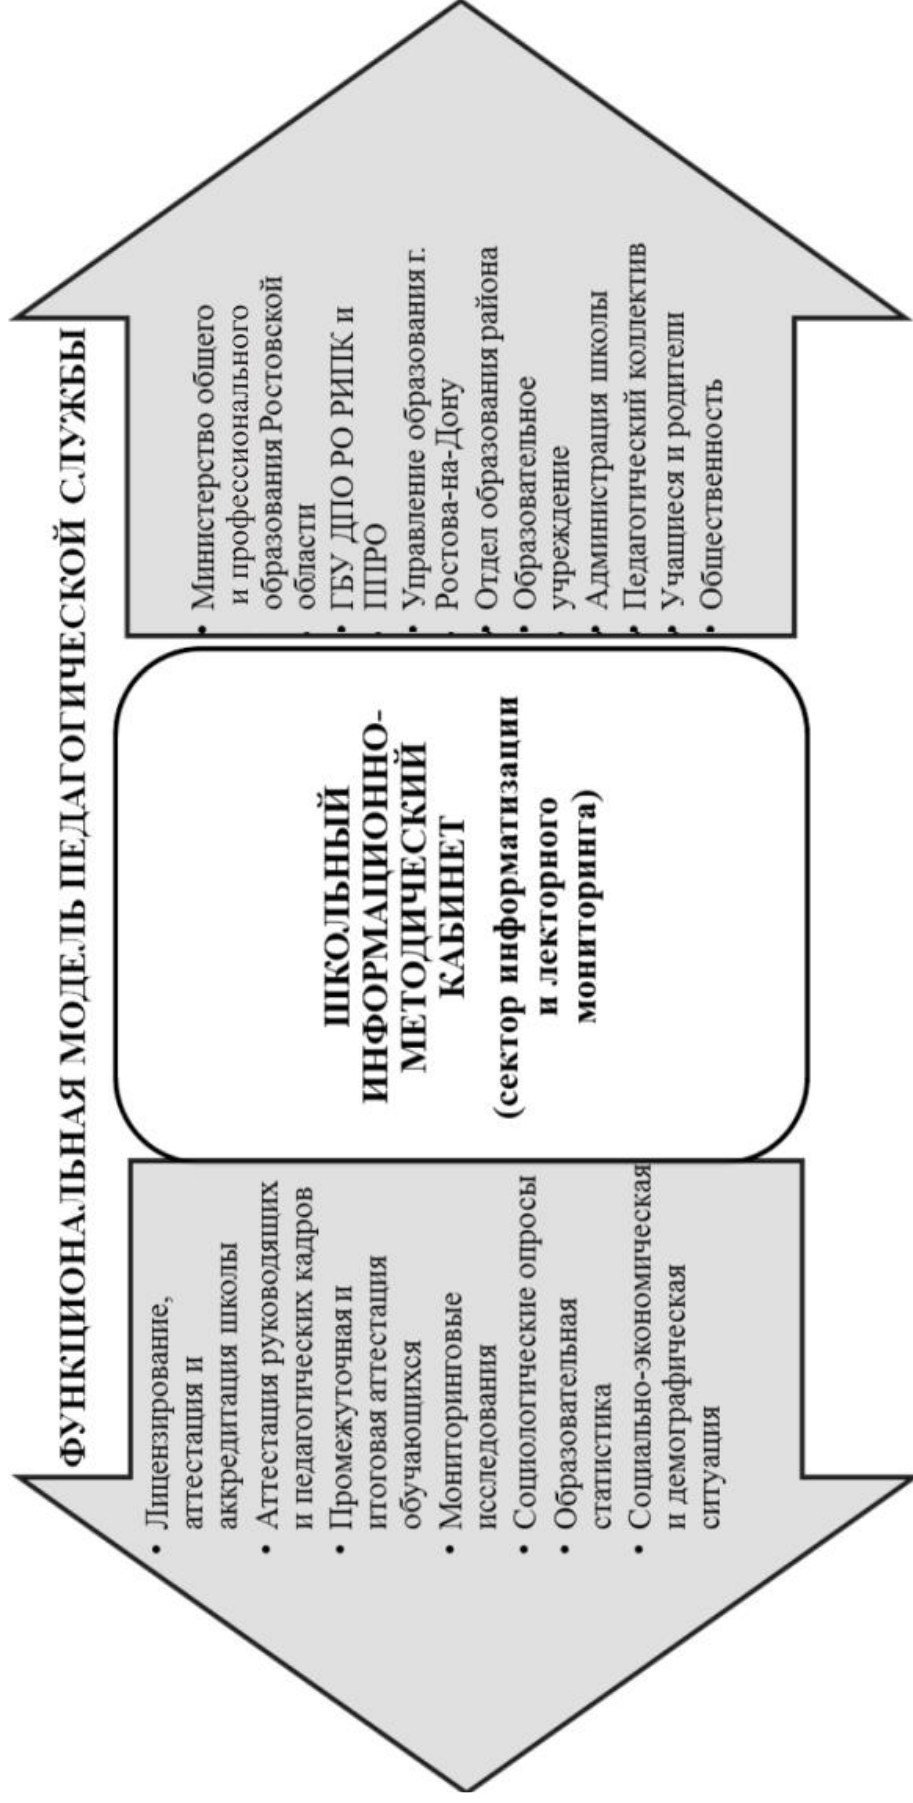 ФУНКЦИОНАЛЬНАЯ МОДЕЛЬ ПЕДАГОГИЧЕСКОЙ СЛУЖБЫ
• Лицензирование,
аттестация и
аккредитация школы
• Аттестация руководящих
и педагогических кадров
• Промежуточная и
итоговая аттестация
обучающихся
• Мониторинговые
исследования
• Социологические опросы
• Образовательная
статистика
• Социально-экономическая
и демографическая
ситуация
ШКОЛЬНЫЙ
ИНФОРМАЦИОННО-
МЕТОДИЧЕСКИЙ
КАБИНЕТ
(сектор информатизации
и лекторного
мониторинга)
• Министерство общего
и профессионального
образования Ростовской
области
• ГБУ ДПО РО РИПК и
ППРО
• Управление образования г.
Ростова-на-Дону
• Отдел образования района
• Образовательное
учреждение
• Администрация школы
• Педагогический коллектив
• Учащиеся и родители
• Общественность